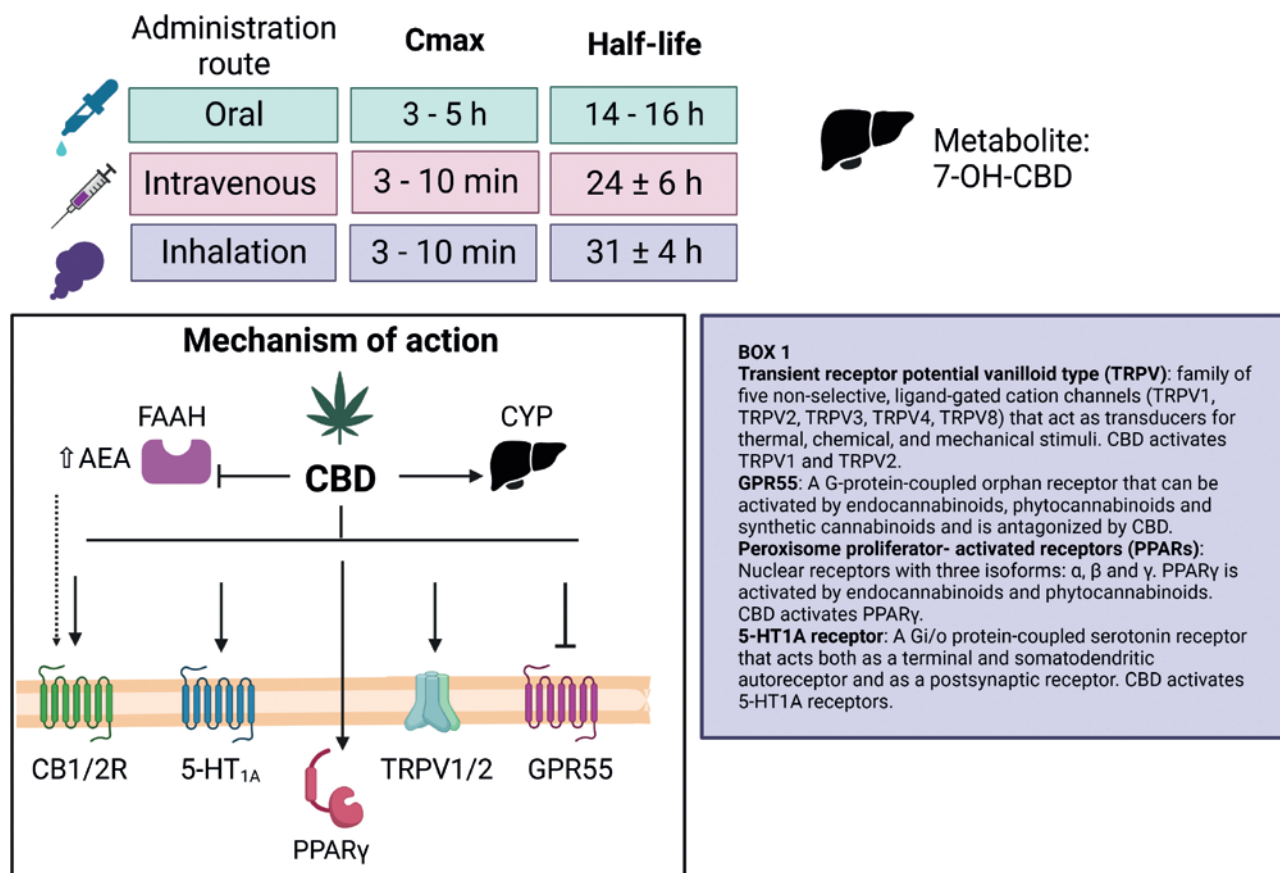 Administration
route
Cmax
Half-life
Oral
3 - 5 h
14 - 16 h
Intravenous
3 - 10 min
24 ± 6 h
Inhalation
3 - 10 min
31 ± 4 h
Metabolite:
7-OH-CBD
Mechanism of action
FAAH
CYP
⇧AEA
CBD
CB1/2R
5-HT₁A
TRPV1/2
GPR55
PPARγ
BOX 1
Transient receptor potential vanilloid type (TRPV): family of
five non-selective, ligand-gated cation channels (TRPV1,
TRPV2, TRPV3, TRPV4, TRPV8) that act as transducers for
thermal, chemical, and mechanical stimuli. CBD activates
TRPV1 and TRPV2.
GPR55: A G-protein-coupled orphan receptor that can be
activated by endocannabinoids, phytocannabinoids and
synthetic cannabinoids and is antagonized by CBD.
Peroxisome proliferator- activated receptors (PPARs):
Nuclear receptors with three isoforms: α, β and γ. PPARγ is
activated by endocannabinoids and phytocannabinoids.
CBD activates PPARγ.
5-HT1A receptor: A Gi/o protein-coupled serotonin receptor
that acts both as a terminal and somatodendritic
autoreceptor and as a postsynaptic receptor. CBD activates
5-HT1A receptors.